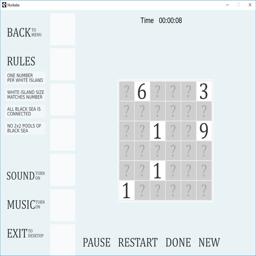 Nurikabe
Time 00:00:08
BACK TO MENU
RULES
ONE NUMBER
PER WHITE ISLAND
WHITE ISLAND SIZE
MATCHES NUMBER
ALL BLACK SEA IS
CONNECTED
NO 2x2 POOLS OF
BLACK SEA
? 6 ? ? ? 3
? ? ? ? ? ?
? ? 1 ? ? 9
? ? ? ? ? ?
? ? 1 ? ? ?
1 ? ? ? ? ?
SOUND TURN ON
MUSIC TURN ON
EXIT TO DESKTOP
PAUSE RESTART DONE NEW